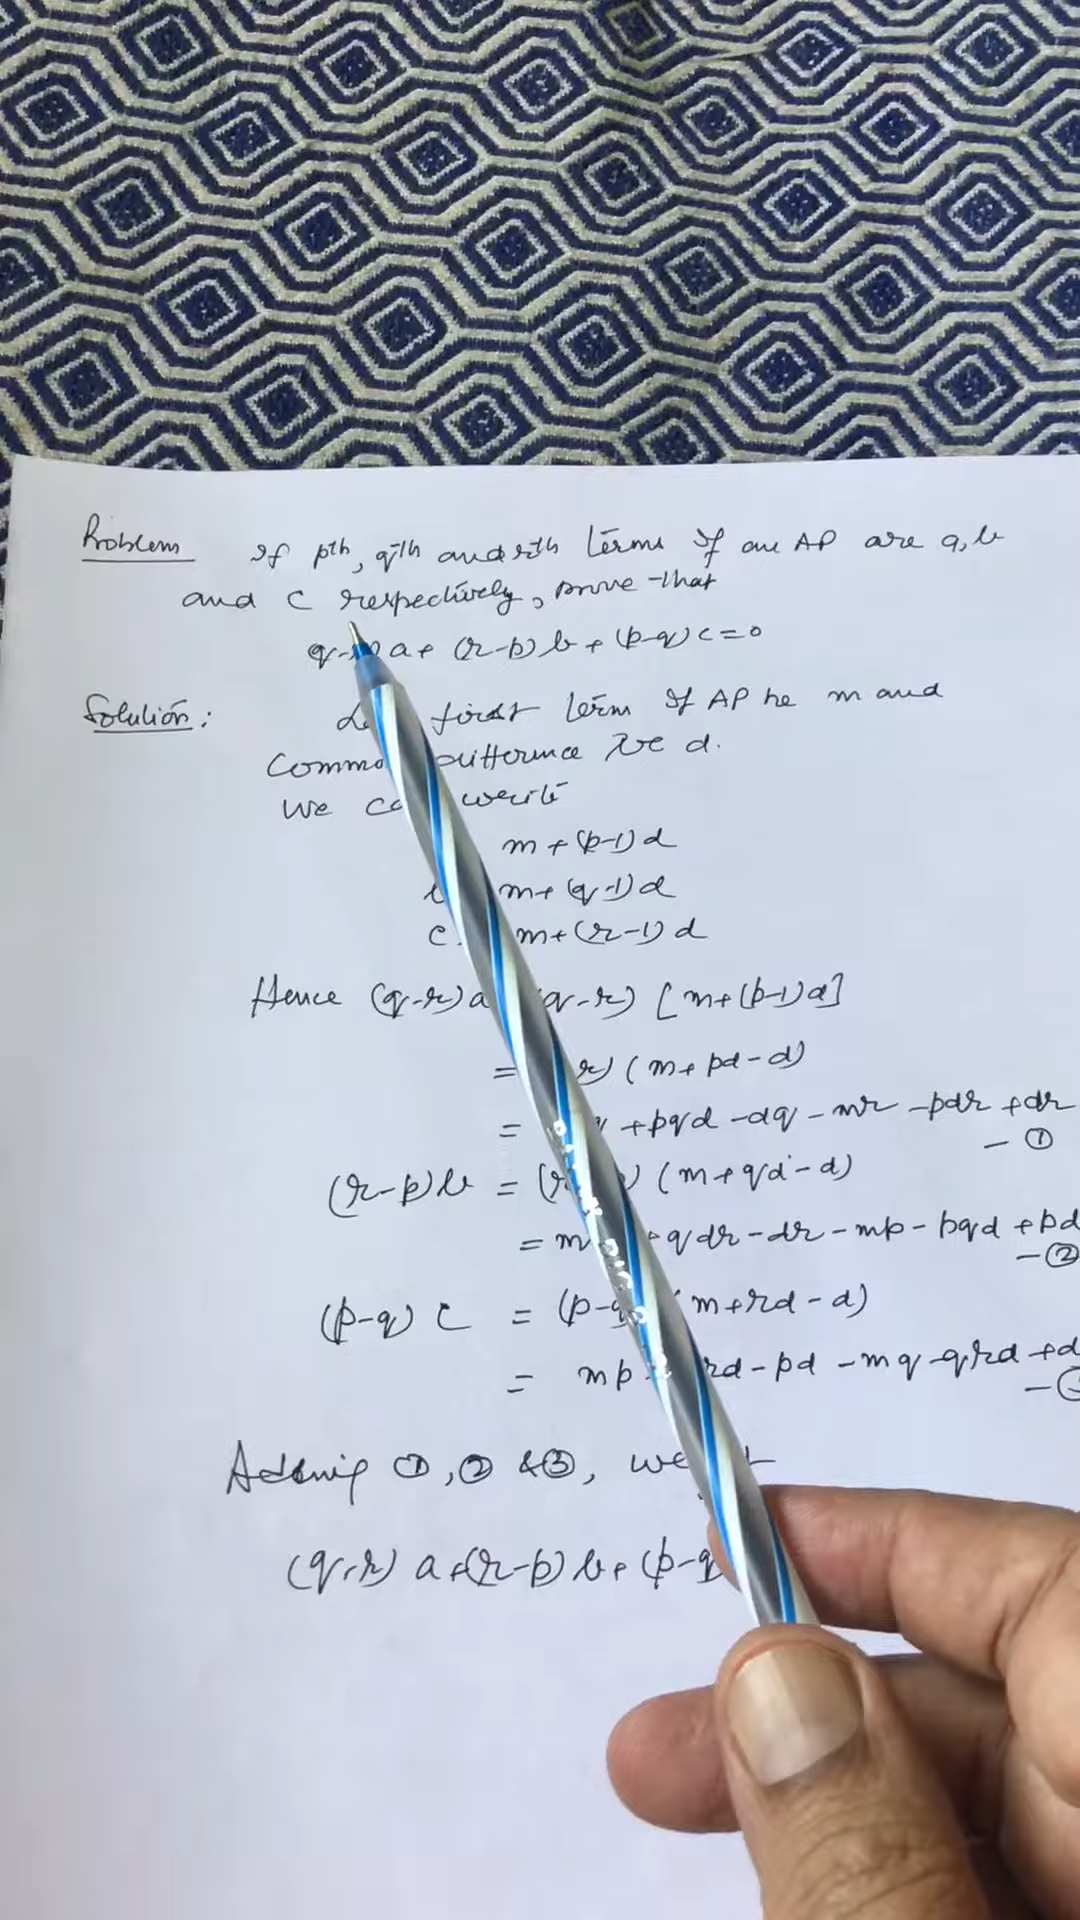 Problem If pth, qth and rth terms of an AP are a, b
and c respectively, prove that
q- a + (r-p) b + (p-q) c = 0
Solution: first term of AP be m and
difference be d.
We write
m + (p-1) d
m + (q-1) d
c m + (r-1) d
Hence (q-r) a (q-r) [m + (p-1) d]
= r) (m + pd - d)
= + pqd - dq - mr - pdr + dr
- ①
(r-p) b = (r ) (m + qd - d)
= m + qdr - dr - mp - pqd + pd
- ②
(p-q) c = (p-q m + rd - d)
= mp rd - pd - mq - qrd + d
Adding ①, ② & ③, we
(q-r) a + (r-p) b + (p-q